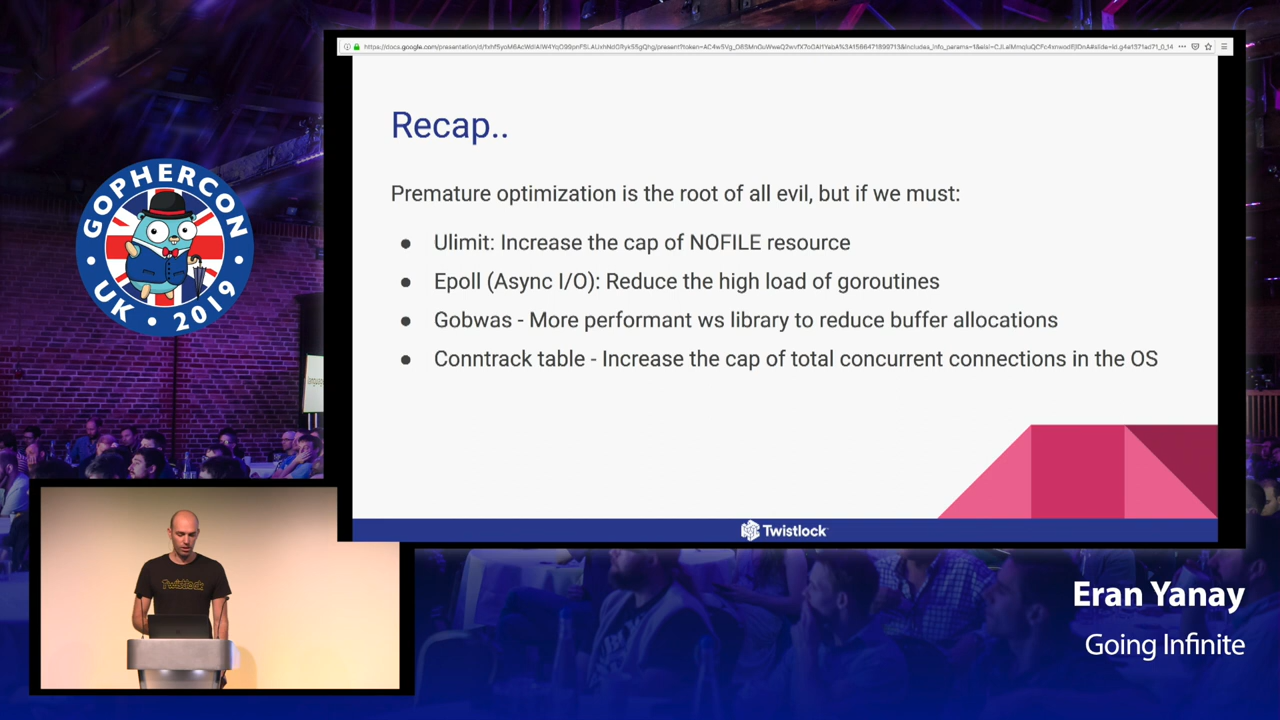 Recap..
Premature optimization is the root of all evil, but if we must:
● Ulimit: Increase the cap of NOFILE resource
● Epoll (Async I/O): Reduce the high load of goroutines
● Gobwas - More performant ws library to reduce buffer allocations
● Conntrack table - Increase the cap of total concurrent connections in the OS
Twistlock
GOPHERCON
UK • 2019
Twistlock
Eran Yanay
Going Infinite